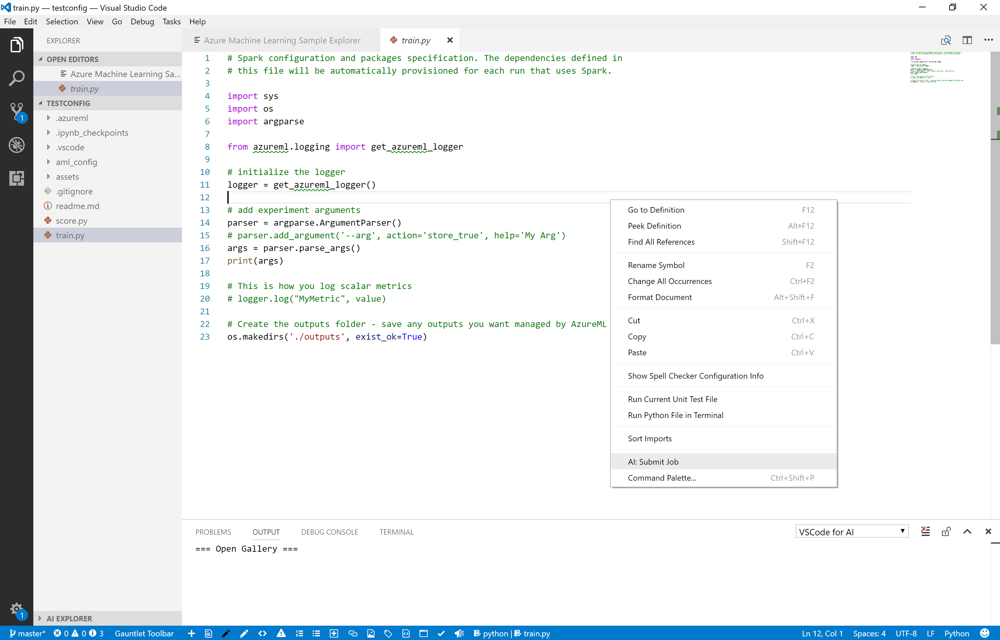 train.py — testconfig — Visual Studio Code
File Edit Selection View Go Debug Tasks Help
EXPLORER
OPEN EDITORS
Azure Machine Learning Sa...
train.py
TESTCONFIG
.azureml
.ipynb_checkpoints
.vscode
aml_config
assets
.gitignore
readme.md
score.py
train.py
AI EXPLORER
1
1
Azure Machine Learning Sample Explorer train.py
1 # Spark configuration and packages specification. The dependencies defined in
2 # this file will be automatically provisioned for each run that uses Spark.
3
4 import sys
5 import os
6 import argparse
7
8 from azureml.logging import get_azureml_logger
9
10 # initialize the logger
11 logger = get_azureml_logger()
12
13 # add experiment arguments
14 parser = argparse.ArgumentParser()
15 # parser.add_argument('--arg', action='store_true', help='My Arg')
16 args = parser.parse_args()
17 print(args)
18
19 # This is how you log scalar metrics
20 # logger.log("MyMetric", value)
21
22 # Create the outputs folder - save any outputs you want managed by AzureML
23 os.makedirs('./outputs', exist_ok=True)
Go to Definition F12
Peek Definition Alt+F12
Find All References Shift+F12
Rename Symbol F2
Change All Occurrences Ctrl+F2
Format Document Alt+Shift+F
Cut Ctrl+X
Copy Ctrl+C
Paste Ctrl+V
Show Spell Checker Configuration Info
Run Current Unit Test File
Run Python File in Terminal
Sort Imports
AI: Submit Job
Command Palette... Ctrl+Shift+P
PROBLEMS OUTPUT DEBUG CONSOLE TERMINAL VSCode for AI
=== Open Gallery ===
master* 0 0 3 Gauntlet Toolbar python | train.py Ln 12, Col 1 Spaces: 4 UTF-8 LF Python